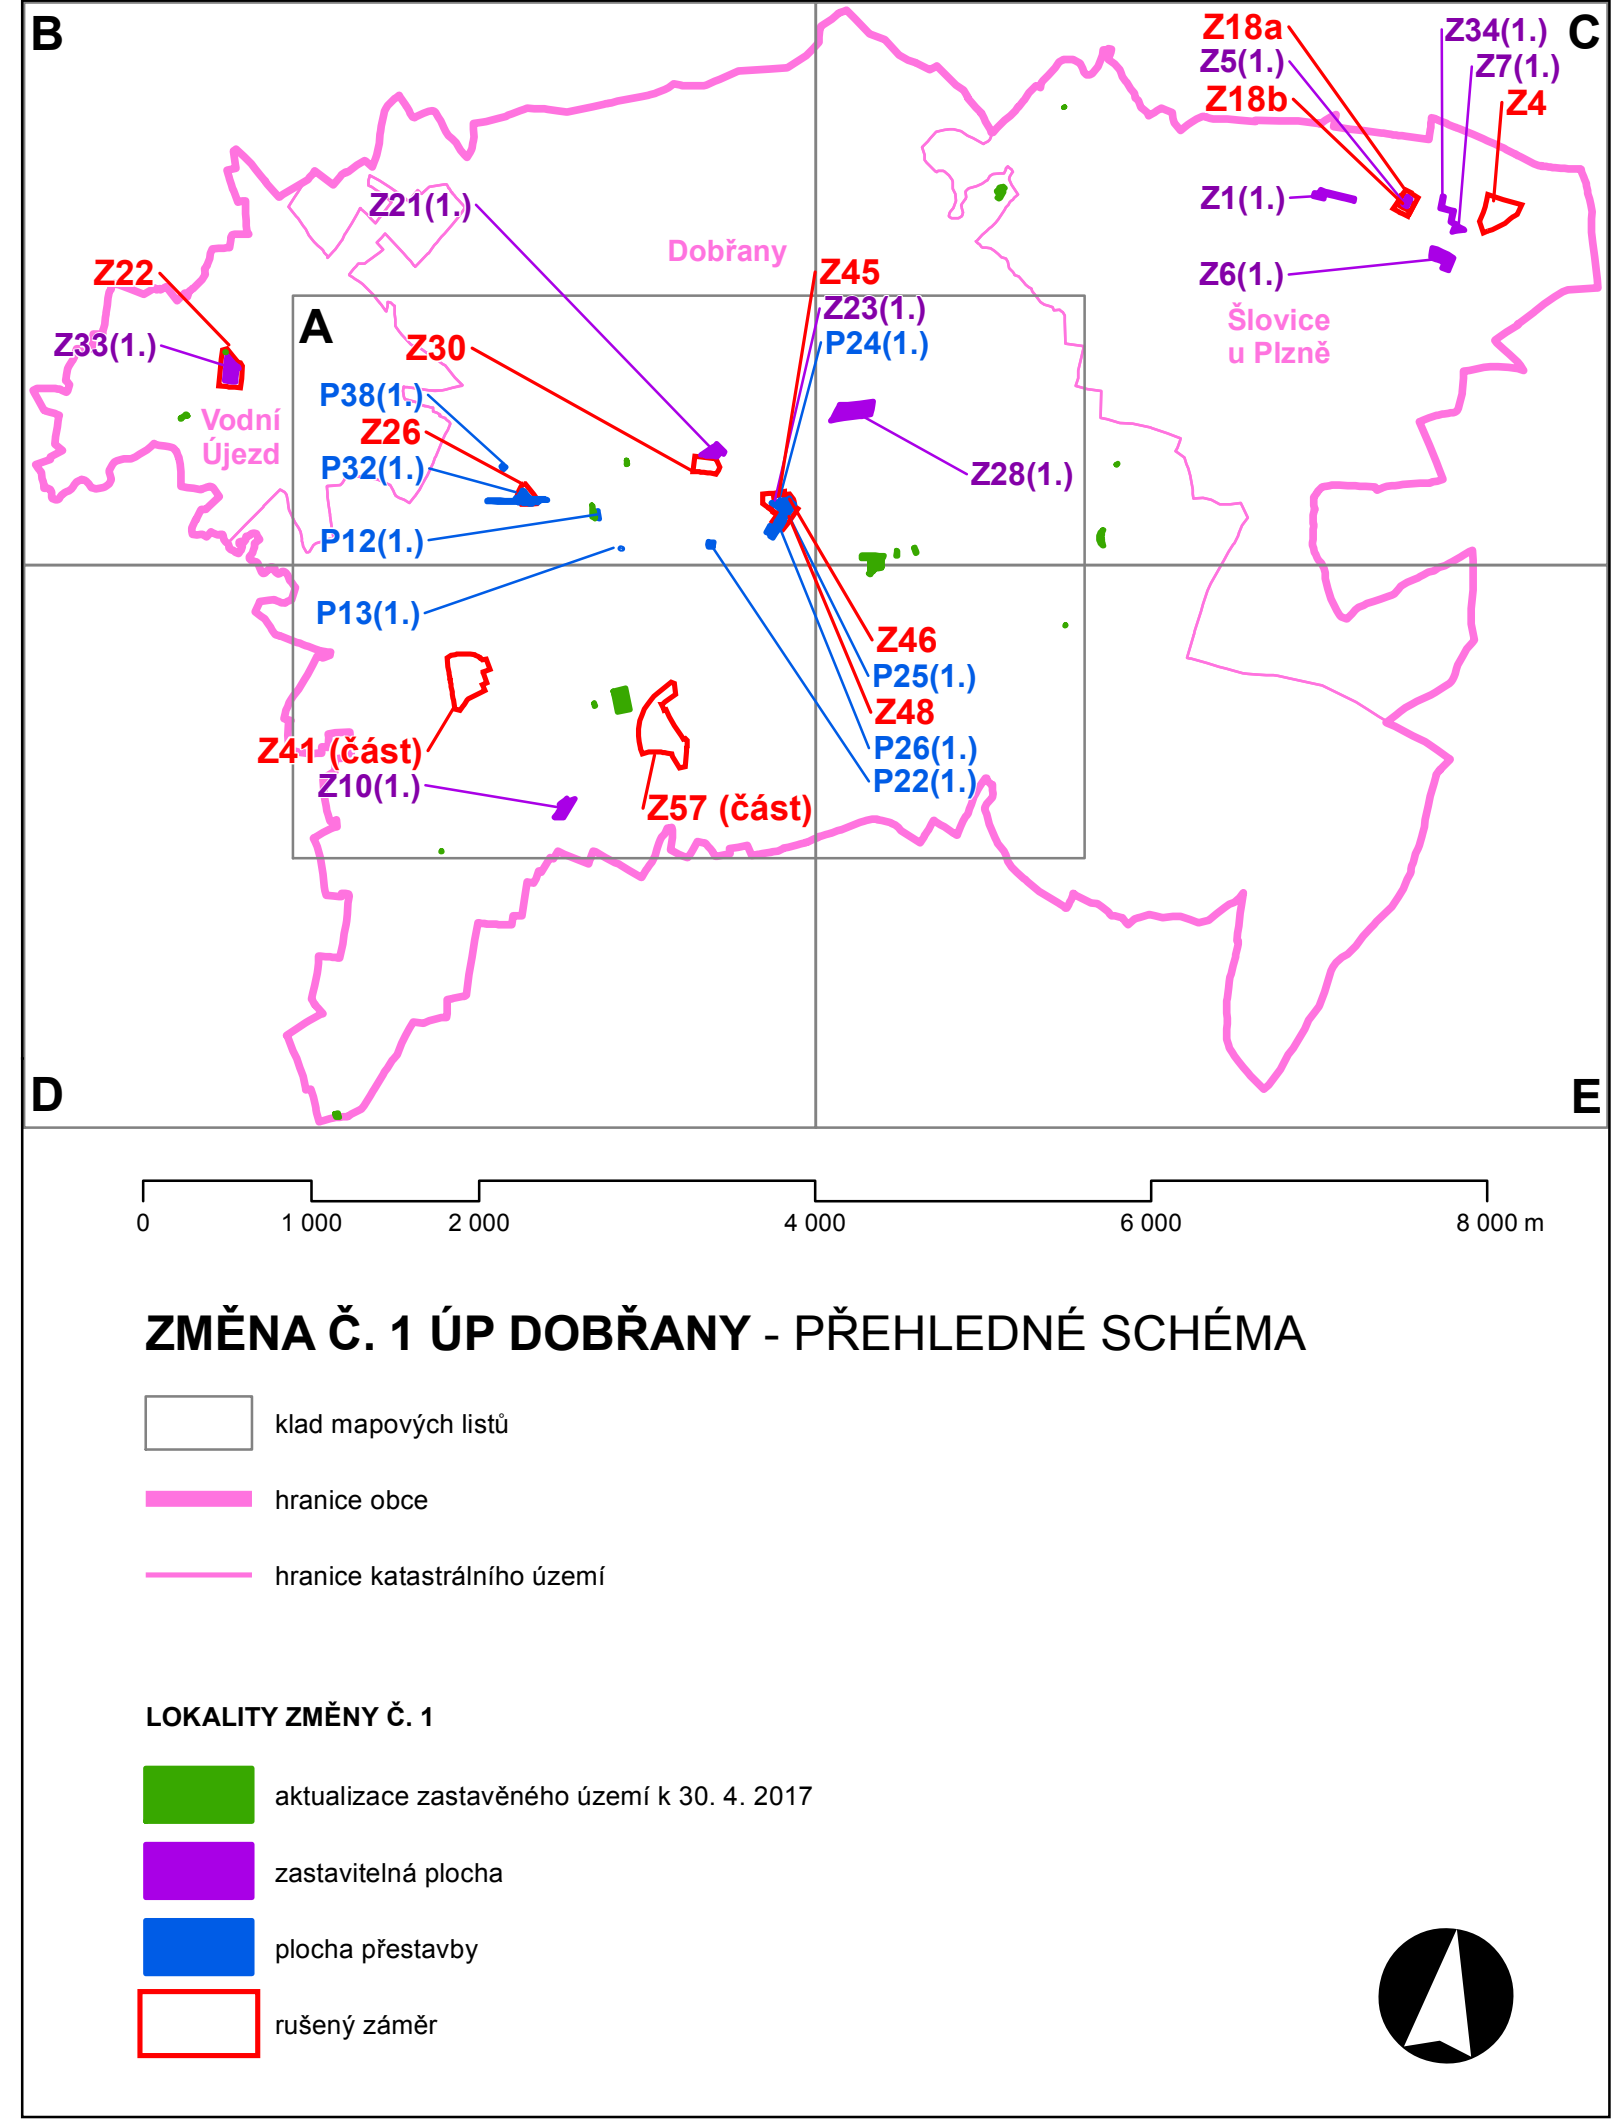 B
Z18a
Z34(1.)
C
Z5(1.)
Z7(1.)
Z18b
Z4
Z21(1.)
Z1(1.)
Dobřany
Z22
Z45
Z6(1.)
Z23(1.)
A
Šlovice
u Plzně
Z33(1.)
Z30
P24(1.)
P38(1.)
Vodní
Újezd
Z26
P32(1.)
Z28(1.)
P12(1.)
P13(1.)
Z46
P25(1.)
Z48
Z41 (část)
P26(1.)
Z10(1.)
P22(1.)
Z57 (část)
D
E
0
1 000
2 000
4 000
6 000
8 000 m
ZMĚNA Č. 1 ÚP DOBŘANY - PŘEHLEDNÉ SCHÉMA
klad mapových listů
hranice obce
hranice katastrálního území
LOKALITY ZMĚNY Č. 1
aktualizace zastavěného území k 30. 4. 2017
zastavitelná plocha
plocha přestavby
rušený záměr